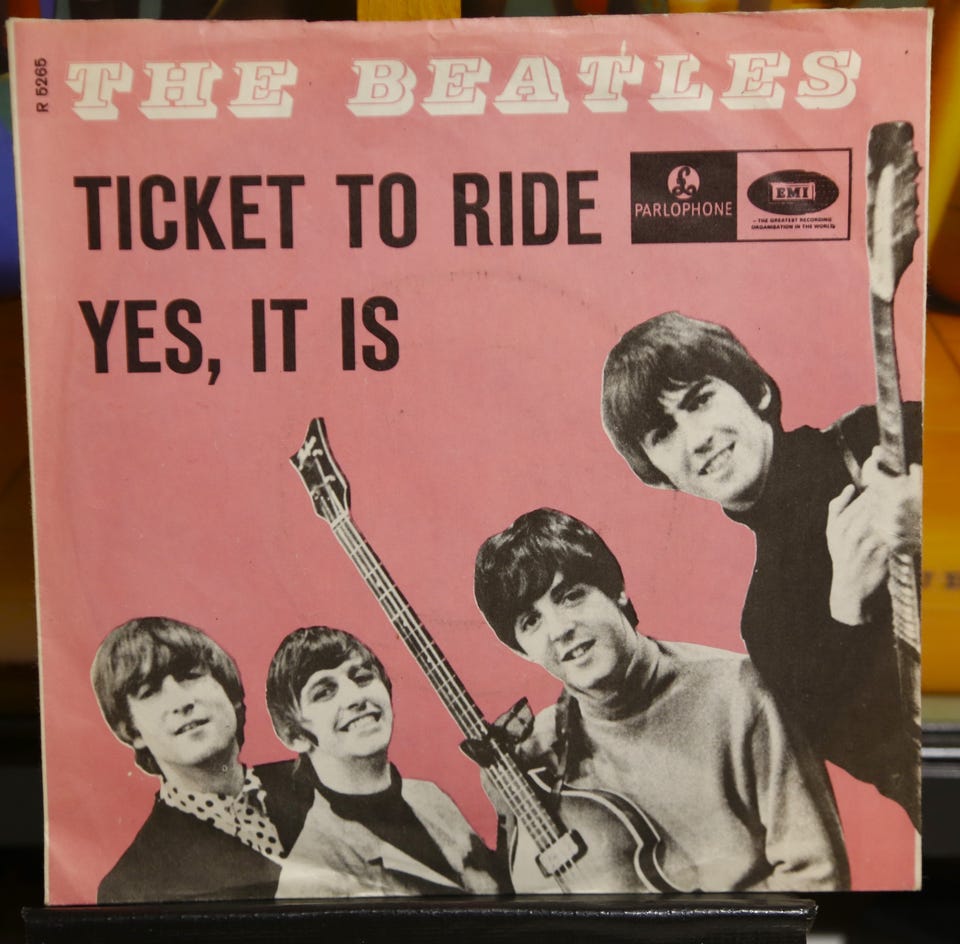 R 5265
THE BEATLES
TICKET TO RIDE
YES, IT IS
£
PARLOPHONE
EMI
-THE GREATEST RECORDING
ORGANISATION IN THE WORLD